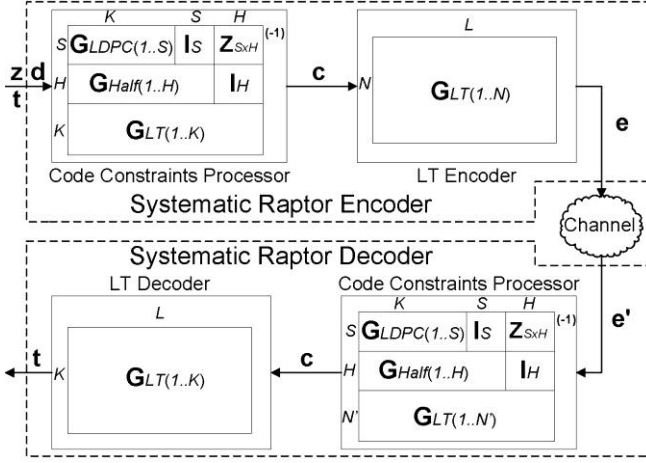 K S H
S G_LDPC(1..S) I_S Z_SxH (-1)
z d
t
H G_Half(1..H) I_H
K G_LT(1..K)
Code Constraints Processor
c
L
N G_LT(1..N)
LT Encoder
e
Systematic Raptor Encoder
Channel
Systematic Raptor Decoder
e'
LT Decoder
L
K G_LT(1..K)
t
c
Code Constraints Processor
K S H
S G_LDPC(1..S) I_S Z_SxH (-1)
H G_Half(1..H) I_H
N' G_LT(1..N')